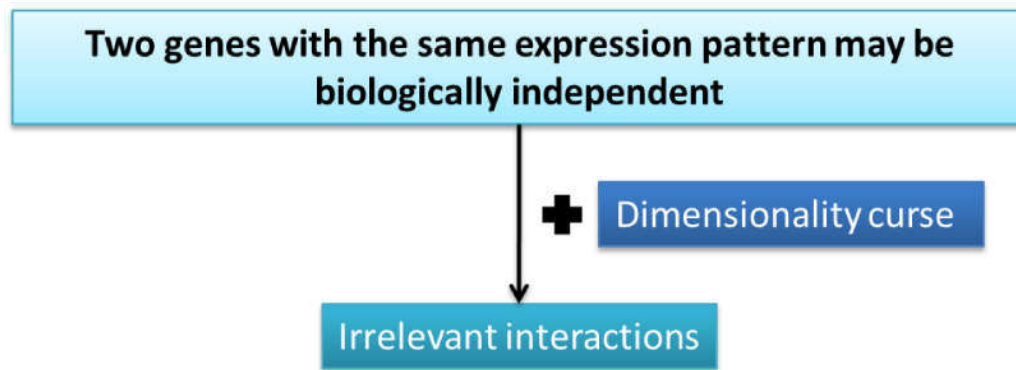 Two genes with the same expression pattern may be
biologically independent
Dimensionality curse
Irrelevant interactions